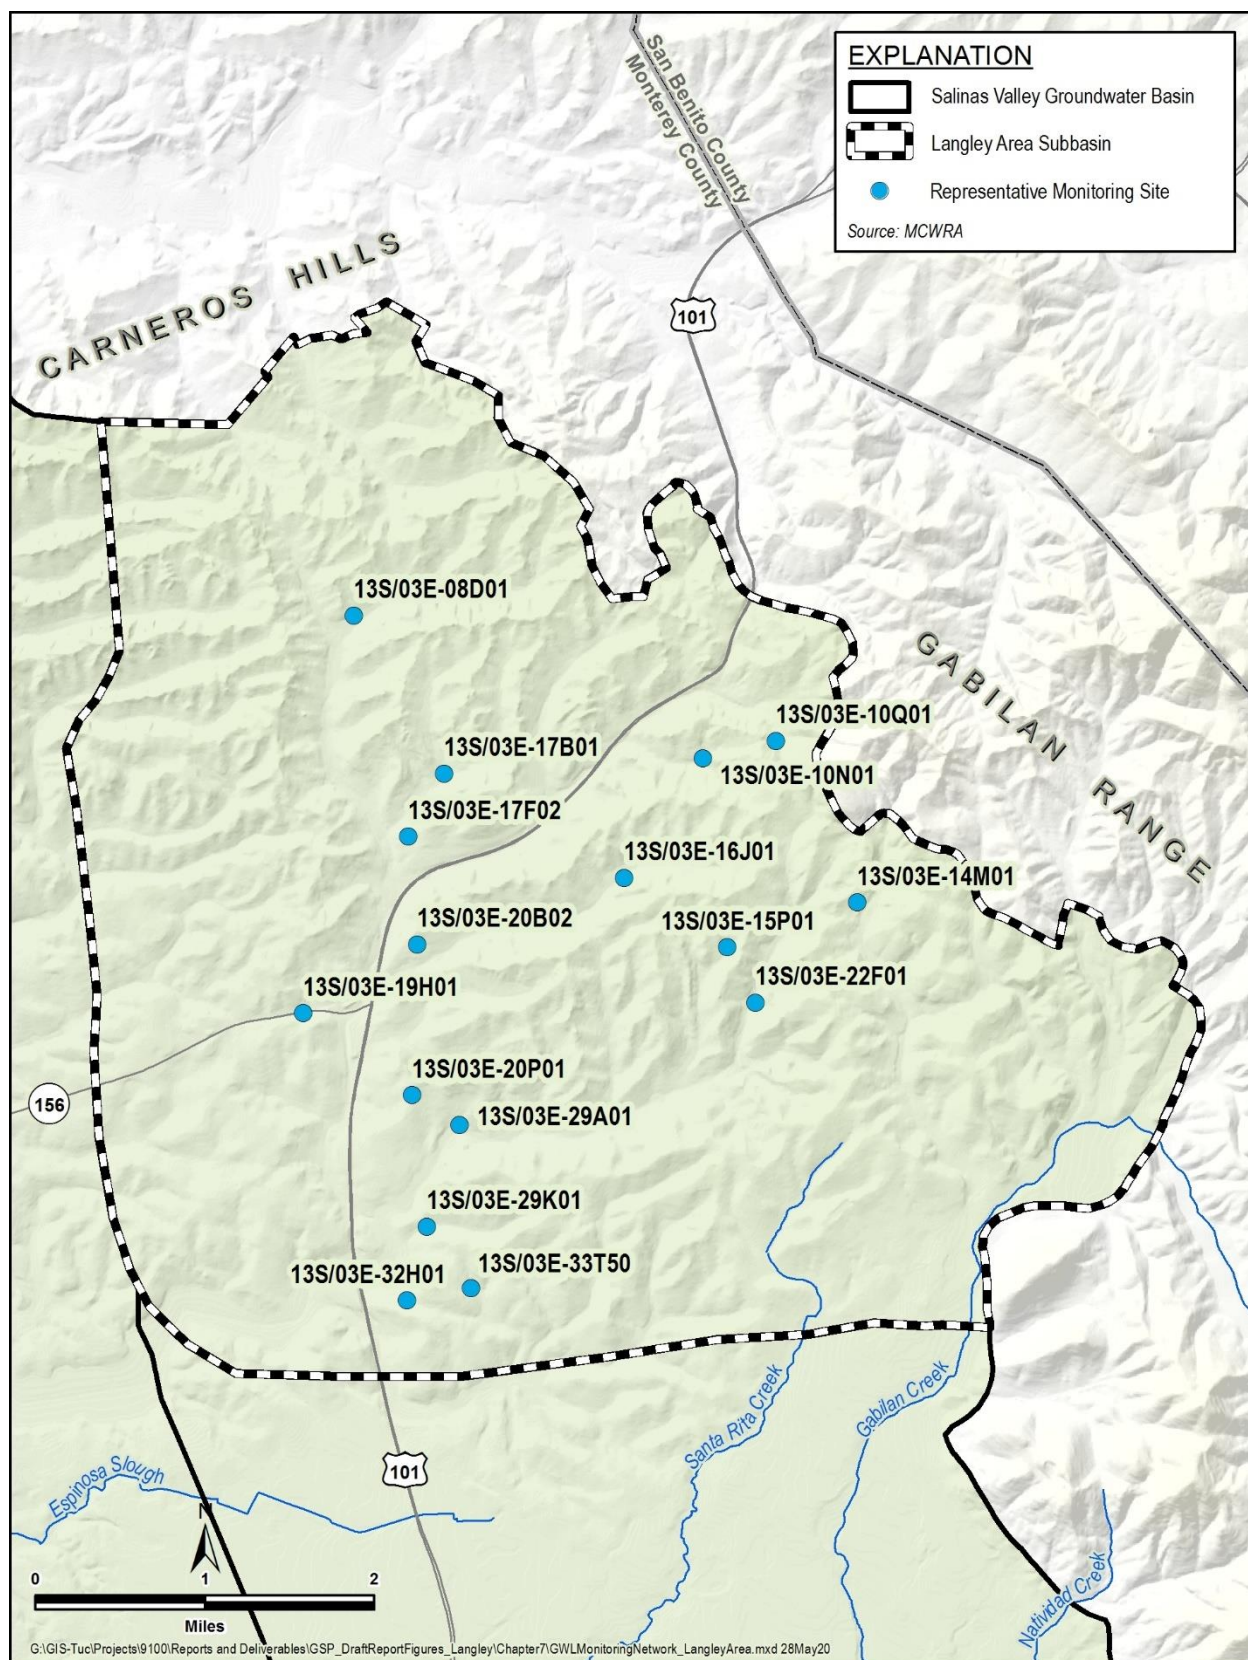 EXPLANATION
Salinas Valley Groundwater Basin
Langley Area Subbasin
Representative Monitoring Site
Source: MCWRA
San Benito County
Monterey County
CARNEROS HILLS
101
GABILAN RANGE
13S/03E-08D01
13S/03E-10Q01
13S/03E-17B01
13S/03E-10N01
13S/03E-17F02
13S/03E-16J01
13S/03E-14M01
13S/03E-20B02
13S/03E-15P01
13S/03E-19H01
13S/03E-22F01
13S/03E-20P01
156
13S/03E-29A01
13S/03E-29K01
13S/03E-33T50
13S/03E-32H01
Santa Rita Creek
Gabilan Creek
101
Espinosa Slough
N
Natividad Creek
0 1 2
Miles
G:\GIS-Tuc\Projects\9100\Reports and Deliverables\GSP_DraftReportFigures_Langley\Chapter7\GWLMonitoringNetwork_LangleyArea.mxd 28May20